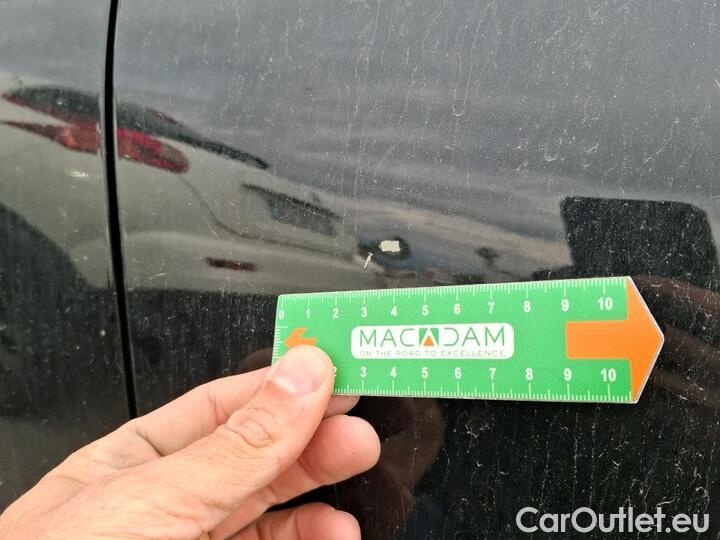 0 1 2 3 4 5 6 7 8 9 10
MACADAM
ON THE ROAD TO EXCELLENCE
2 3 4 5 6 7 8 9 10
CarOutlet.eu